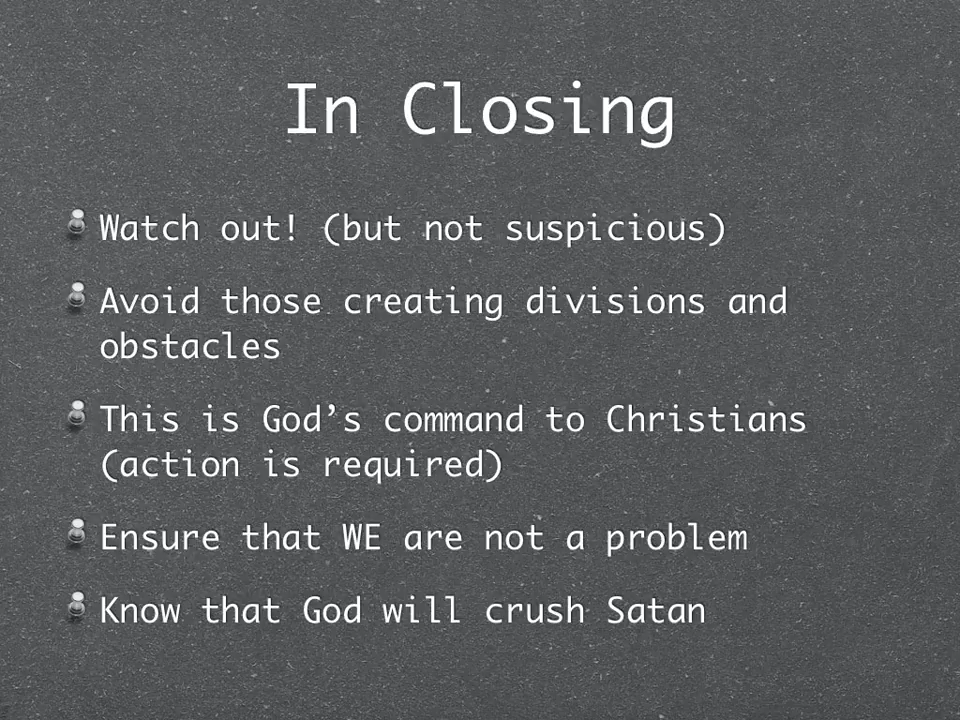 In Closing
Watch out! (but not suspicious)
Avoid those creating divisions and
obstacles
This is God’s command to Christians
(action is required)
Ensure that WE are not a problem
Know that God will crush Satan